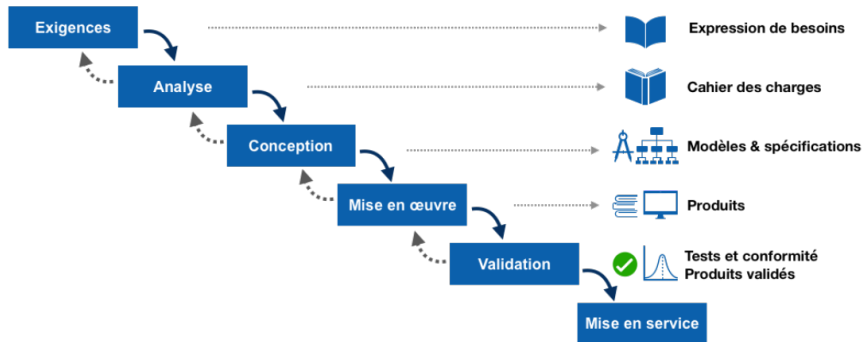 Exigences
Expression de besoins
Analyse
Cahier des charges
Conception
Modèles & spécifications
Mise en œuvre
Produits
Validation
Tests et conformité
Produits validés
Mise en service